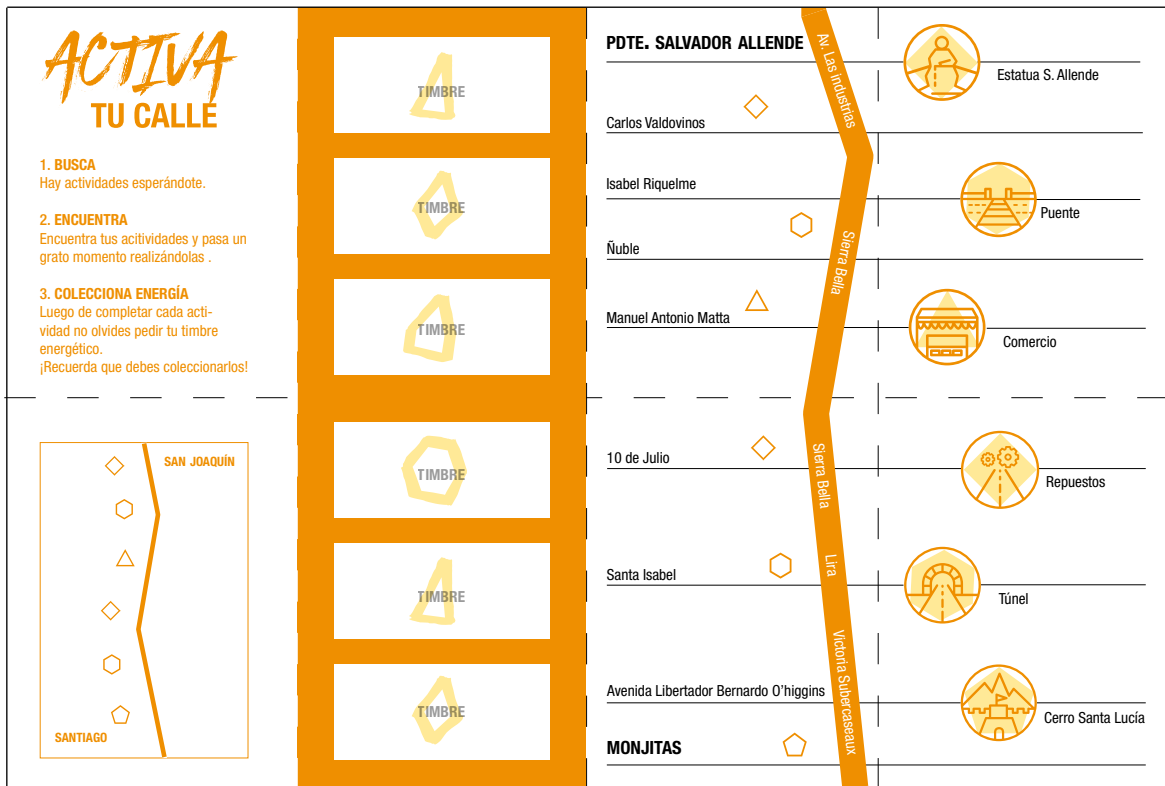 ACTIVA
TU CALLE
1. BUSCA
Hay actividades esperándote.
2. ENCUENTRA
Encuentra tus acitividades y pasa un
grato momento realizándolas .
3. COLECCIONA ENERGÍA
Luego de completar cada acti-
vidad no olvides pedir tu timbre
energético.
¡Recuerda que debes coleccionarlos!
SAN JOAQUÍN
SANTIAGO
TIMBRE
TIMBRE
TIMBRE
TIMBRE
TIMBRE
TIMBRE
PDTE. SALVADOR ALLENDE
Carlos Valdovinos
Isabel Riquelme
Ñuble
Manuel Antonio Matta
10 de Julio
Santa Isabel
Avenida Libertador Bernardo O'higgins
MONJITAS
Av. Las industrias
Sierra Bella
Sierra Bella
Lira
Victoria Subercaseaux
Estatua S. Allende
Puente
Comercio
Repuestos
Túnel
Cerro Santa Lucía